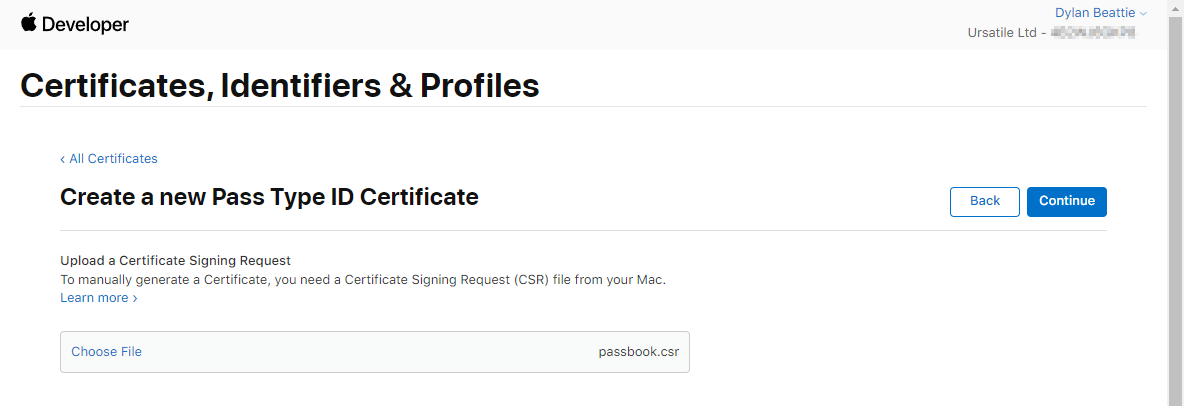 Developer
Dylan Beattie
Ursatile Ltd -
Certificates, Identifiers & Profiles
‹ All Certificates
Create a new Pass Type ID Certificate
Back
Continue
Upload a Certificate Signing Request
To manually generate a Certificate, you need a Certificate Signing Request (CSR) file from your Mac.
Learn more ›
Choose File
passbook.csr